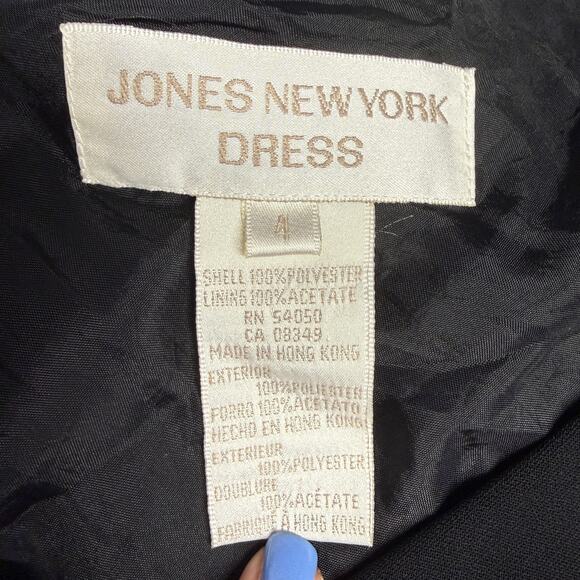 JONES NEW YORK
DRESS
4
SHELL 100% POLYESTER
LINING 100% ACETATE
RN 54050
CA 08349
MADE IN HONG KONG
EXTERIOR
100% POLIESTER
FORRO 100% ACETATO
HECHO EN HONG KONG
EXTERIEUR
100% POLYESTER
DOUBLURE
100% ACÉTATE
FABRIQUÉ À HONG KONG